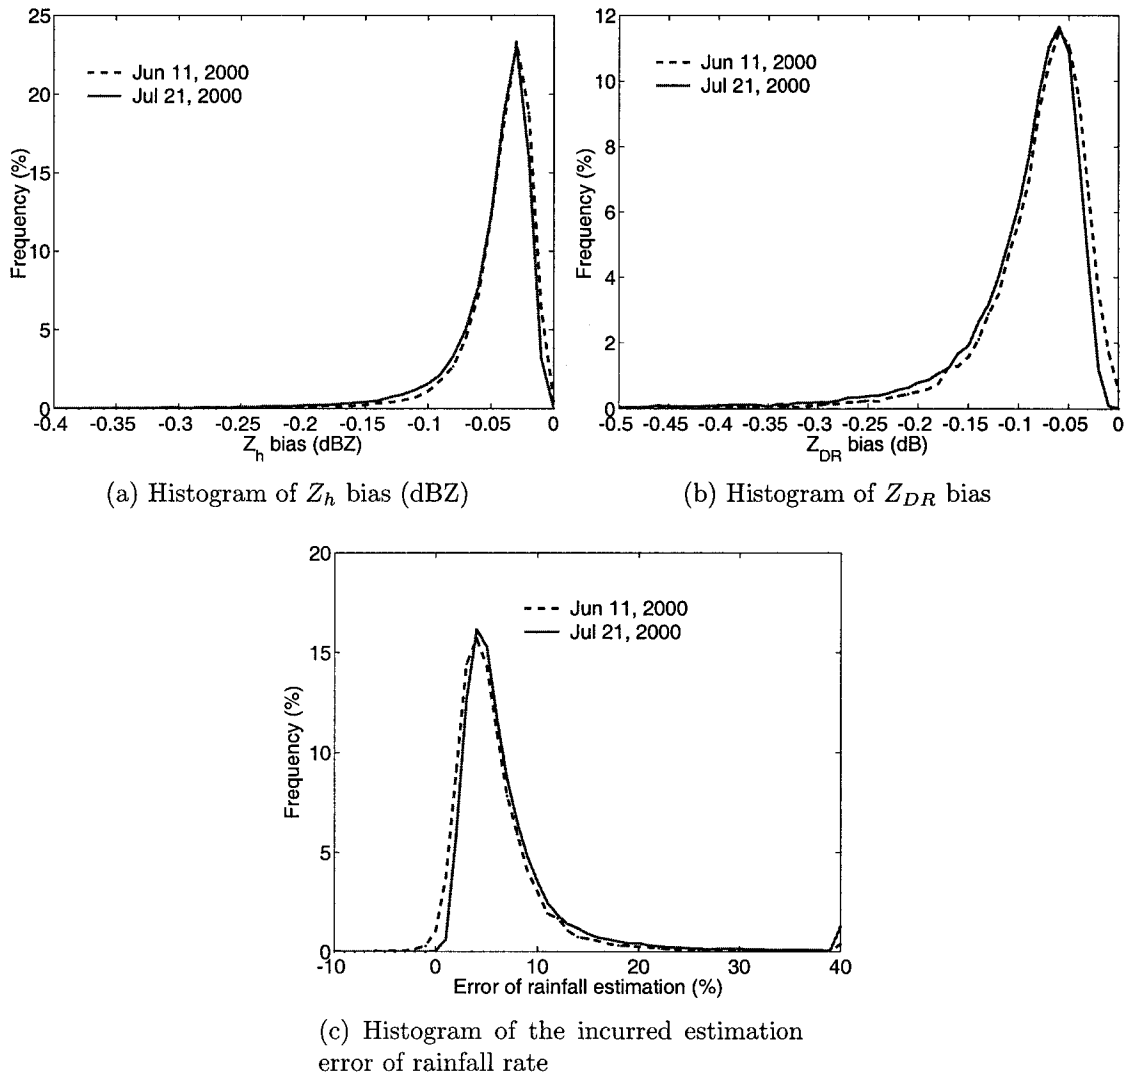 25
20
15
10
5
0
Frequency (%)
Jun 11, 2000
Jul 21, 2000
-0.4 -0.35 -0.3 -0.25 -0.2 -0.15 -0.1 -0.05 0
Z_h bias (dBZ)
(a) Histogram of Z_h bias (dBZ)
12
10
8
6
4
2
0
Frequency (%)
Jun 11, 2000
Jul 21, 2000
-0.5 -0.45 -0.4 -0.35 -0.3 -0.25 -0.2 -0.15 -0.1 -0.05 0
Z_DR bias (dB)
(b) Histogram of Z_DR bias
20
15
10
5
0
Frequency (%)
Jun 11, 2000
Jul 21, 2000
-10 0 10 20 30 40
Error of rainfall estimation (%)
(c) Histogram of the incurred estimation
error of rainfall rate